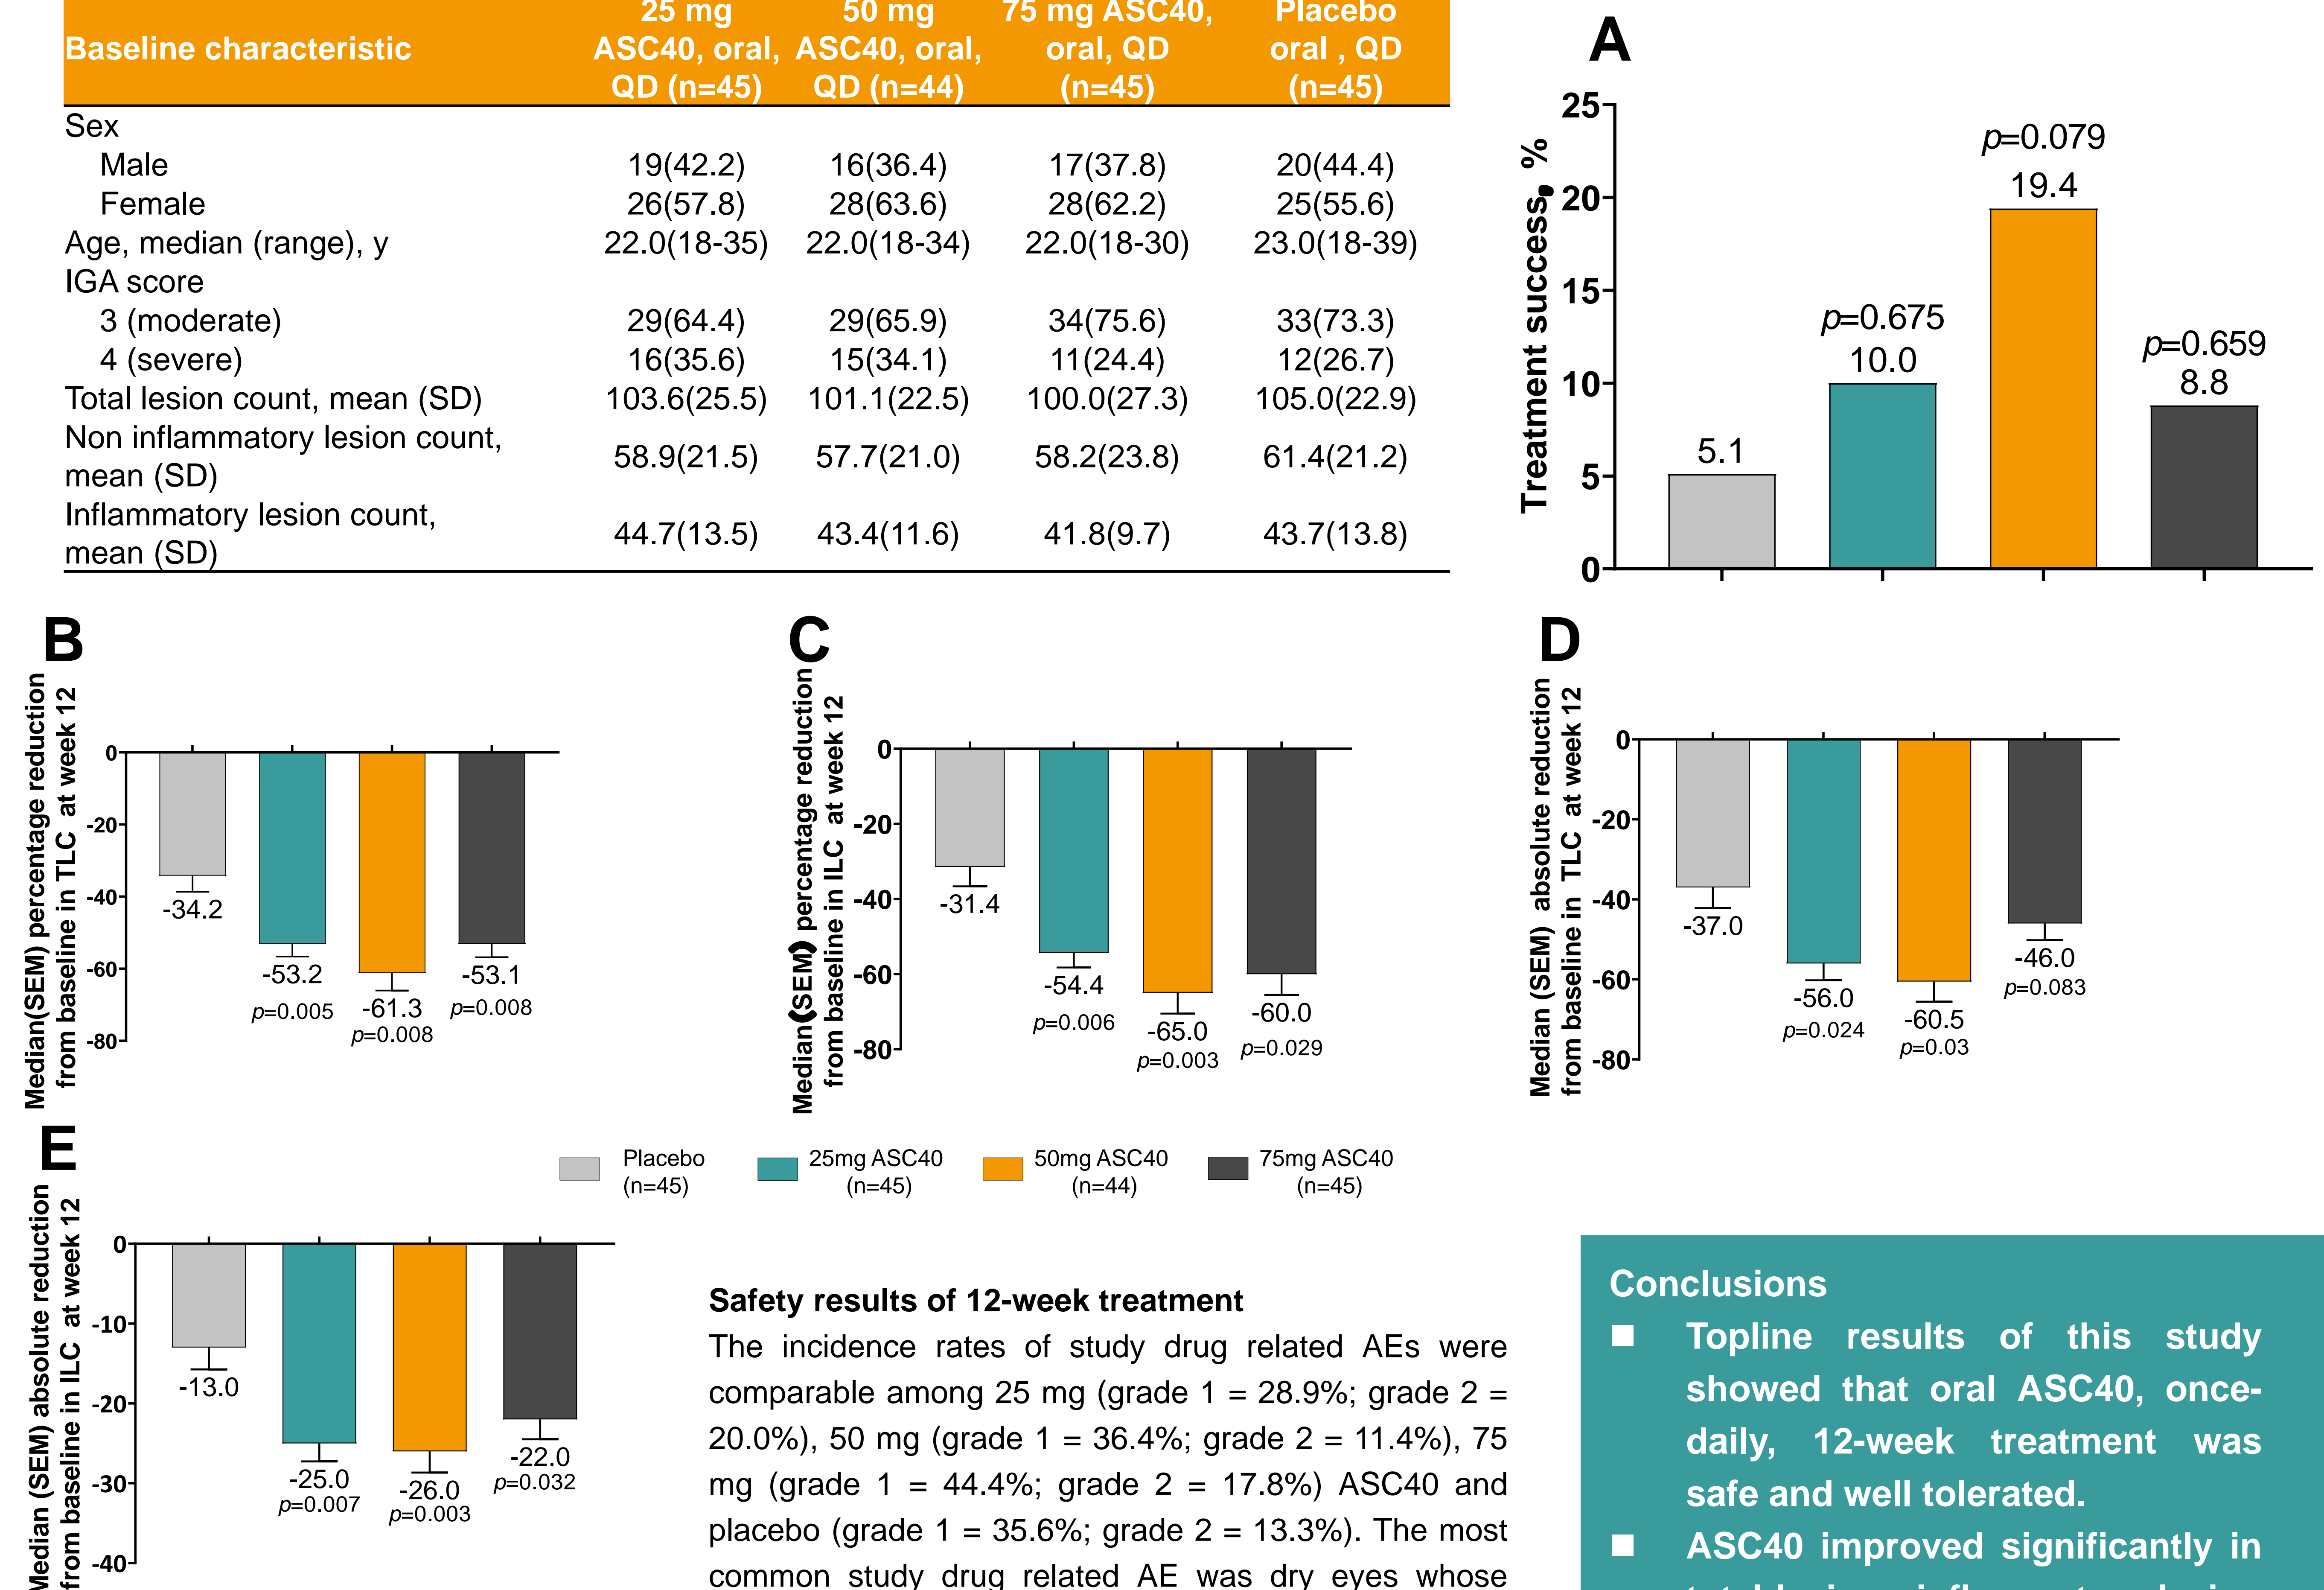 25 mg 50 mg 75 mg ASC40, Placebo
Baseline characteristic ASC40, oral, ASC40, oral, oral, QD oral , QD
QD (n=45) QD (n=44) (n=45) (n=45)
Sex
Male 19(42.2) 16(36.4) 17(37.8) 20(44.4)
Female 26(57.8) 28(63.6) 28(62.2) 25(55.6)
Age, median (range), y 22.0(18-35) 22.0(18-34) 22.0(18-30) 23.0(18-39)
IGA score
3 (moderate) 29(64.4) 29(65.9) 34(75.6) 33(73.3)
4 (severe) 16(35.6) 15(34.1) 11(24.4) 12(26.7)
Total lesion count, mean (SD) 103.6(25.5) 101.1(22.5) 100.0(27.3) 105.0(22.9)
Non inflammatory lesion count,
mean (SD) 58.9(21.5) 57.7(21.0) 58.2(23.8) 61.4(21.2)
Inflammatory lesion count,
mean (SD) 44.7(13.5) 43.4(11.6) 41.8(9.7) 43.7(13.8)
A
Treatment success, %
25
20
15
10
5
0
5.1
p=0.675
10.0
p=0.079
19.4
p=0.659
8.8
B
Median(SEM) percentage reduction
from baseline in TLC at week 12
0
-20
-40
-60
-80
-34.2
-53.2
p=0.005
-61.3
p=0.008
-53.1
p=0.008
C
Median(SEM) percentage reduction
from baseline in ILC at week 12
0
-20
-40
-60
-80
-31.4
-54.4
p=0.006
-65.0
p=0.003
-60.0
p=0.029
D
Median (SEM) absolute reduction
from baseline in TLC at week 12
0
-20
-40
-60
-80
-37.0
-56.0
p=0.024
-60.5
p=0.03
-46.0
p=0.083
E
Median (SEM) absolute reduction
from baseline in ILC at week 12
0
-10
-20
-30
-40
-13.0
-25.0
p=0.007
-26.0
p=0.003
-22.0
p=0.032
Placebo
(n=45)
25mg ASC40
(n=45)
50mg ASC40
(n=44)
75mg ASC40
(n=45)
Safety results of 12-week treatment
The incidence rates of study drug related AEs were
comparable among 25 mg (grade 1 = 28.9%; grade 2 =
20.0%), 50 mg (grade 1 = 36.4%; grade 2 = 11.4%), 75
mg (grade 1 = 44.4%; grade 2 = 17.8%) ASC40 and
placebo (grade 1 = 35.6%; grade 2 = 13.3%). The most
common study drug related AE was dry eyes whose
Conclusions
■ Topline results of this study
showed that oral ASC40, once-
daily, 12-week treatment was
safe and well tolerated.
■ ASC40 improved significantly in